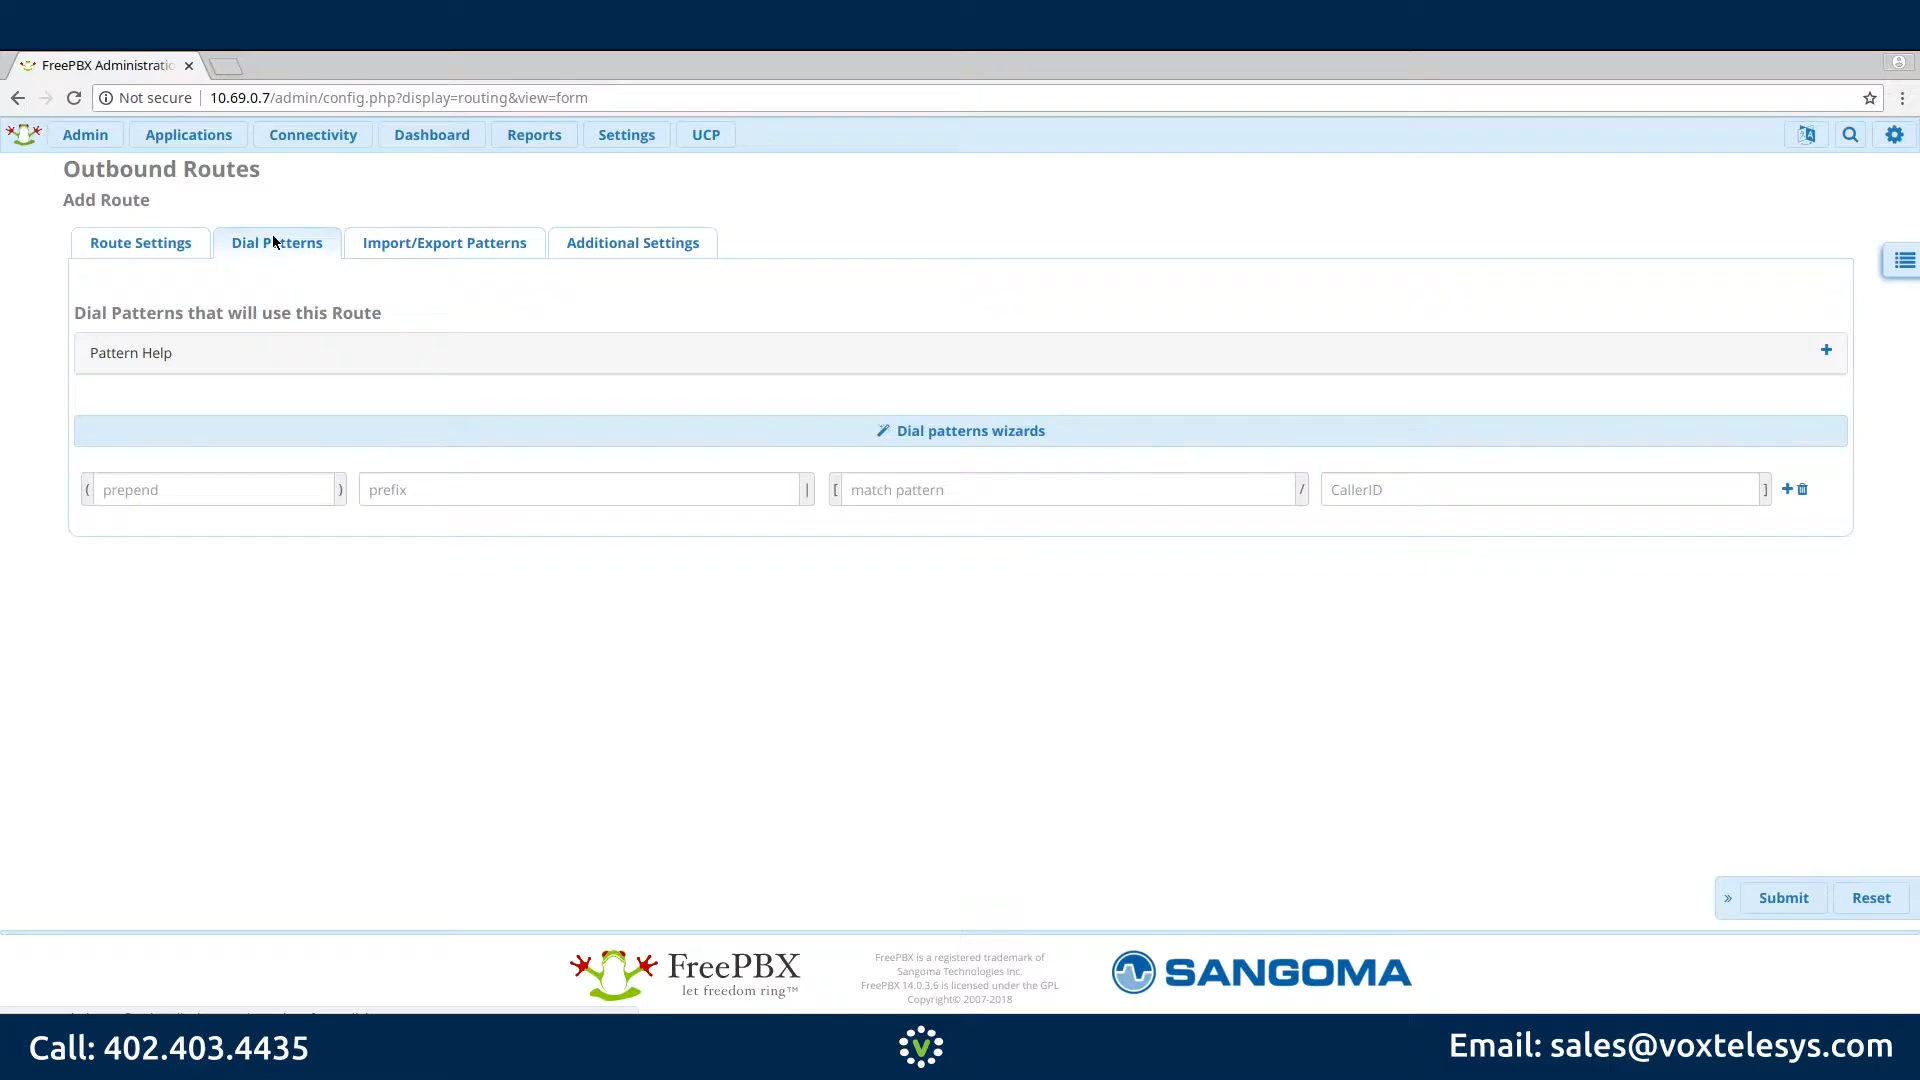 FreePBX Administratio
Not secure | 10.69.0.7/admin/config.php?display=routing&view=form
Admin Applications Connectivity Dashboard Reports Settings UCP
Outbound Routes
Add Route
Route Settings Dial Patterns Import/Export Patterns Additional Settings
Dial Patterns that will use this Route
Pattern Help
Dial patterns wizards
( prepend ) prefix | [ match pattern / CallerID ]
» Submit Reset
FreePBX
let freedom ring™
FreePBX is a registered trademark of
Sangoma Technologies Inc.
FreePBX 14.0.3.6 is licensed under the GPL
Copyright© 2007-2018
SANGOMA
Call: 402.403.4435
V
Email: sales@voxtelesys.com